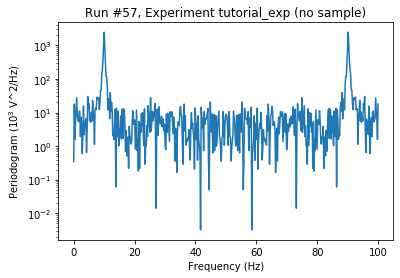 Run #57, Experiment tutorial_exp (no sample)
Periodogram (10³ V^2/Hz)
10³
10²
10¹
10⁰
10⁻¹
10⁻²
0 20 40 60 80 100
Frequency (Hz)